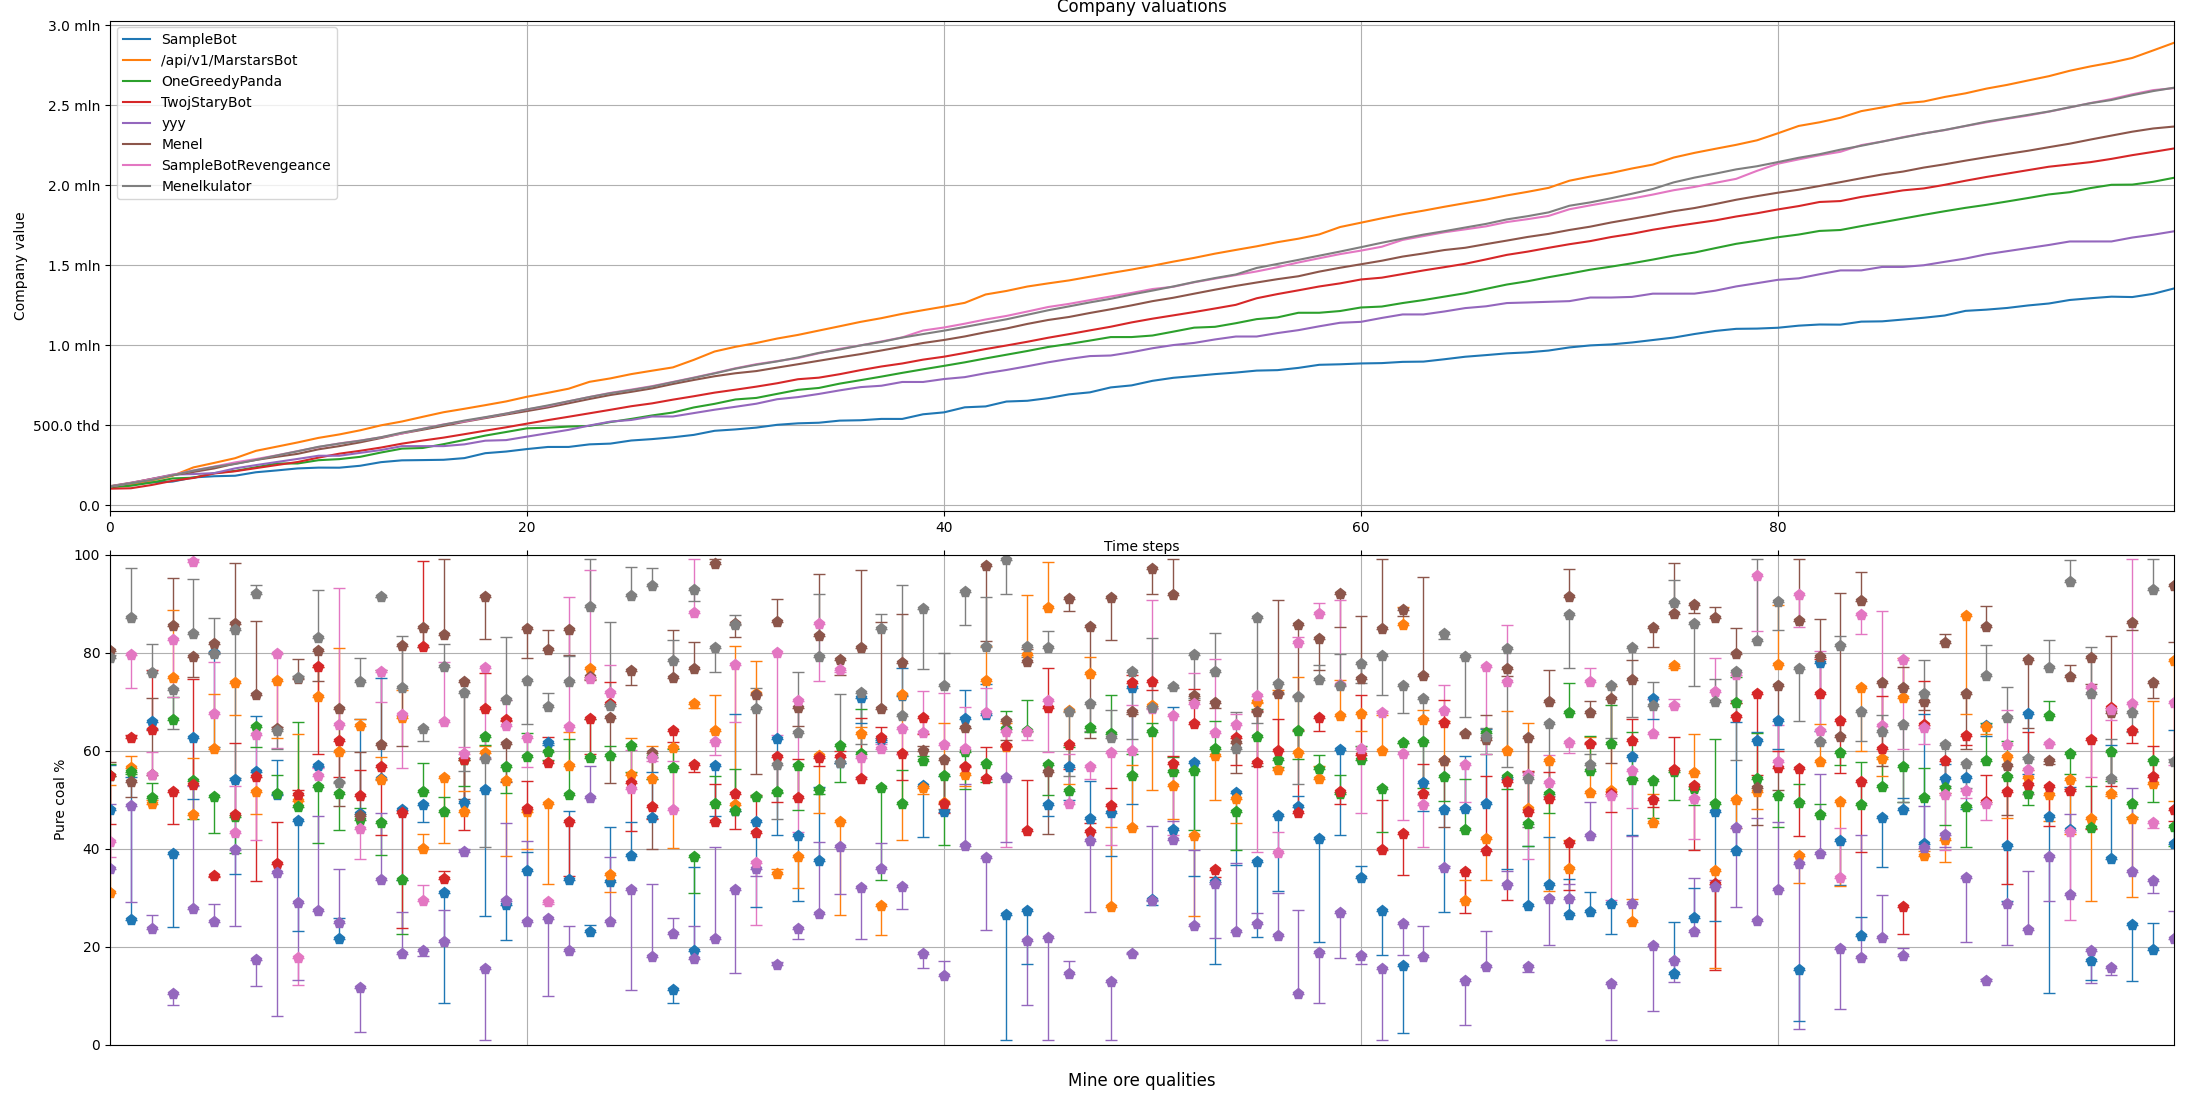 Company valuations
3.0 mln
2.5 mln
2.0 mln
1.5 mln
1.0 mln
500.0 thd
0.0
Company value
SampleBot
/api/v1/MarstarsBot
OneGreedyPanda
TwojStaryBot
yyy
Menel
SampleBotRevengeance
Menelkulator
0 20 40 60 80
Time steps
100
80
60
40
20
0
Pure coal %
Mine ore qualities